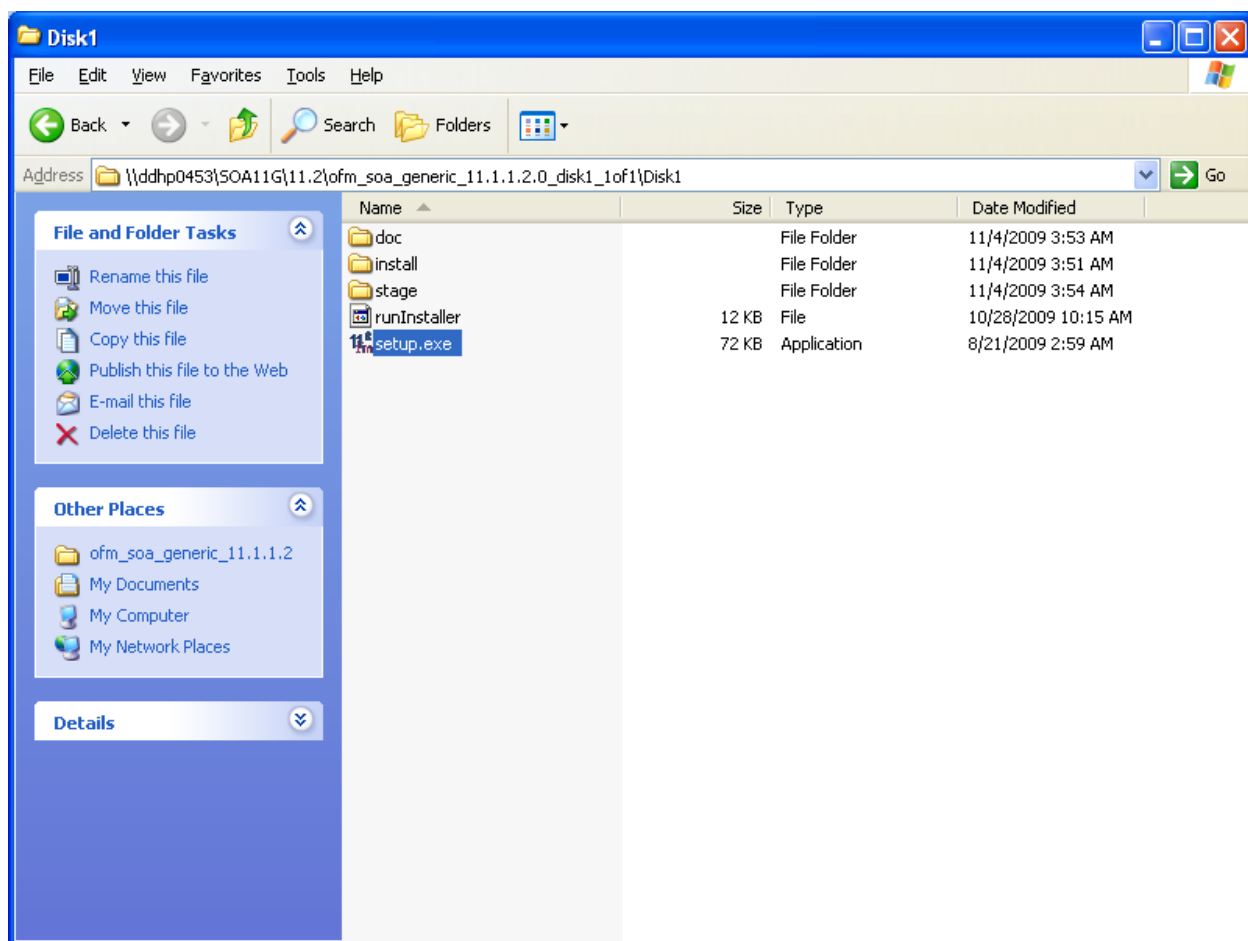 Disk1
File Edit View Favorites Tools Help
Back Search Folders
Address \\ddhp0453\SOA11G\11.2\ofm_soa_generic_11.1.1.2.0_disk1_1of1\Disk1 Go
File and Folder Tasks
Rename this file
Move this file
Copy this file
Publish this file to the Web
E-mail this file
Delete this file
Other Places
ofm_soa_generic_11.1.1.2
My Documents
My Computer
My Network Places
Details
Name Size Type Date Modified
doc File Folder 11/4/2009 3:53 AM
install File Folder 11/4/2009 3:51 AM
stage File Folder 11/4/2009 3:54 AM
runInstaller 12 KB File 10/28/2009 10:15 AM
setup.exe 72 KB Application 8/21/2009 2:59 AM